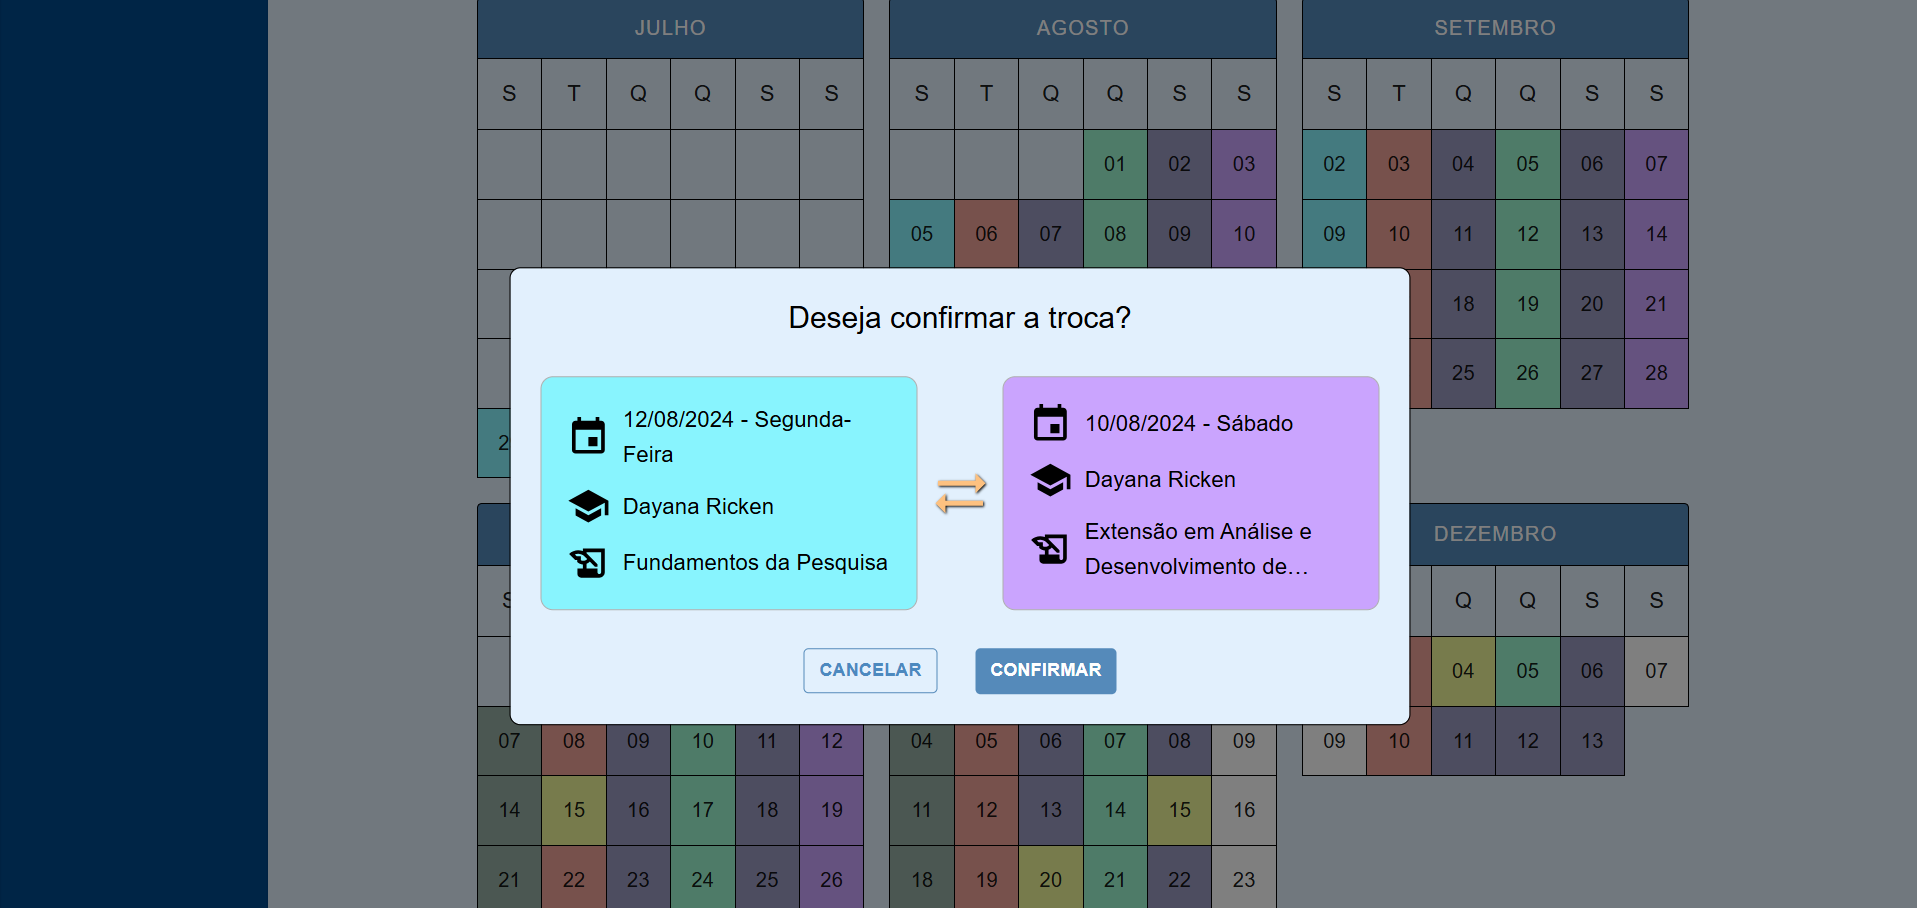 JULHO AGOSTO SETEMBRO
S T Q Q S S S T Q Q S S S T Q Q S S
01 02 03 02 03 04 05 06 07
05 06 07 08 09 10 09 10 11 12 13 14
18 19 20 21
25 26 27 28
2
Deseja confirmar a troca?
12/08/2024 - Segunda-
Feira
Dayana Ricken
Fundamentos da Pesquisa
10/08/2024 - Sábado
Dayana Ricken
Extensão em Análise e
Desenvolvimento de…
CANCELAR CONFIRMAR
DEZEMBRO
S Q Q S S
04 05 06 07
07 08 09 10 11 12 04 05 06 07 08 09 09 10 11 12 13
14 15 16 17 18 19 11 12 13 14 15 16
21 22 23 24 25 26 18 19 20 21 22 23